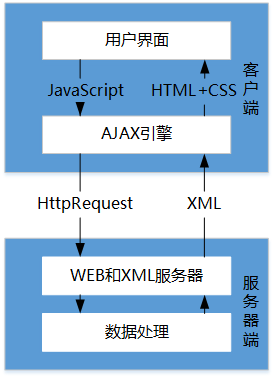 用户界面
JavaScript
HTML+CSS
客户端
AJAX引擎
HttpRequest
XML
WEB和XML服务器
数据处理
服务器端